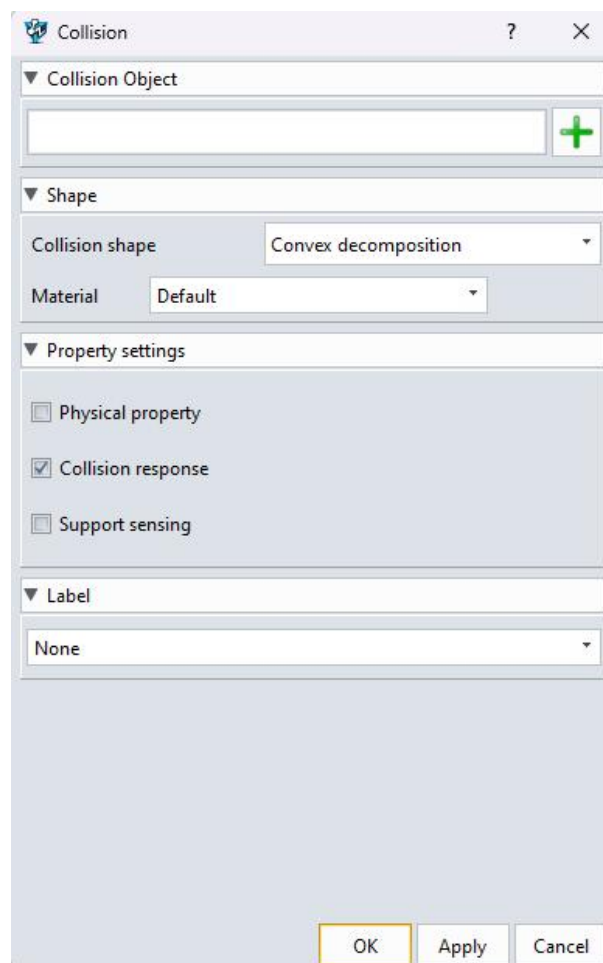 Collision
Collision Object
Shape
Collision shape Convex decomposition
Material Default
Property settings
Physical property
Collision response
Support sensing
Label
None
OK Apply Cancel